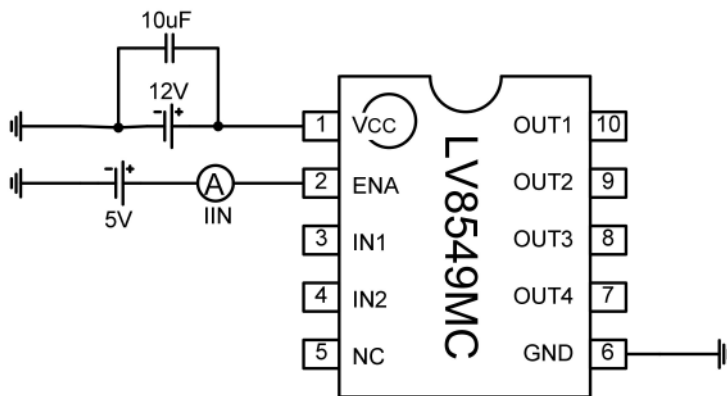 10uF
12V
- +
1 VCC OUT1 10
- +
A
2 ENA OUT2 9
5V
IIN
3 IN1 OUT3 8
4 IN2 OUT4 7
5 NC GND 6
LV8549MC